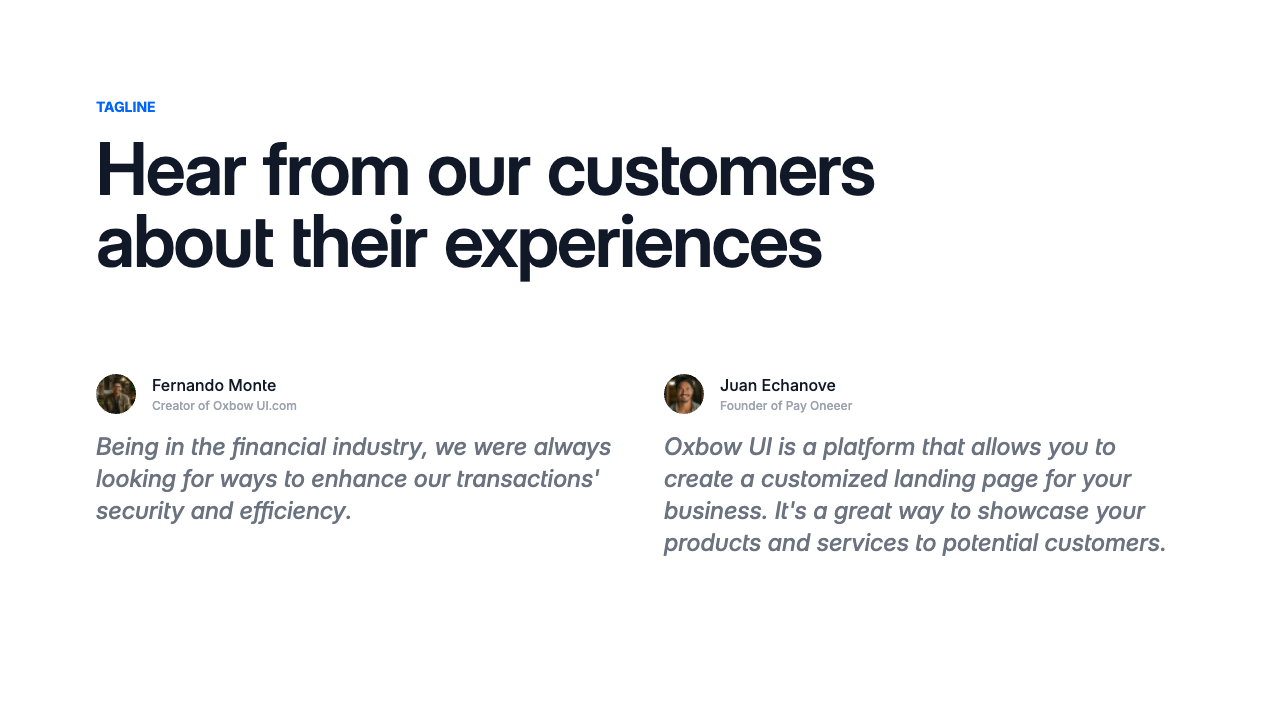 TAGLINE
Hear from our customers
about their experiences
Fernando Monte
Creator of Oxbow UI.com
Being in the financial industry, we were always
looking for ways to enhance our transactions'
security and efficiency.
Juan Echanove
Founder of Pay Oneeer
Oxbow UI is a platform that allows you to
create a customized landing page for your
business. It's a great way to showcase your
products and services to potential customers.